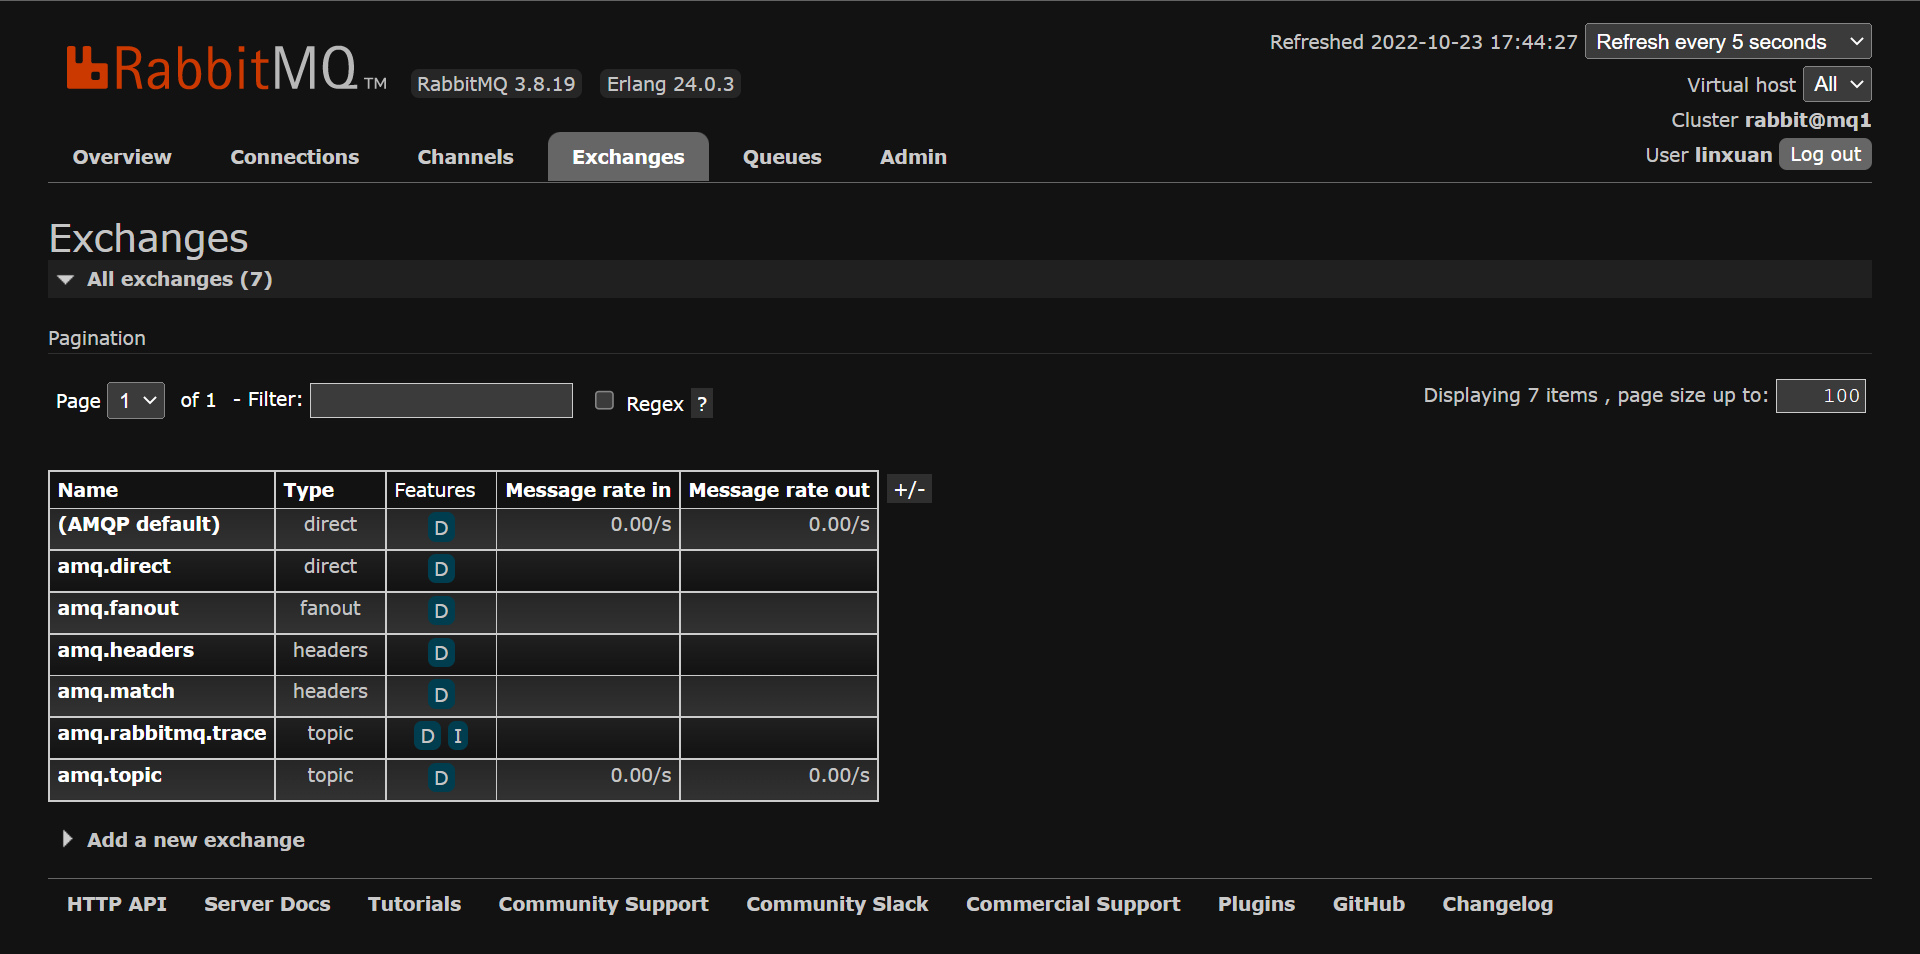 RabbitMQ TM RabbitMQ 3.8.19 Erlang 24.0.3
Refreshed 2022-10-23 17:44:27 Refresh every 5 seconds
Virtual host All
Cluster rabbit@mq1
User linxuan Log out
Overview Connections Channels Exchanges Queues Admin
Exchanges
All exchanges (7)
Pagination
Page 1 of 1 - Filter: Regex ? Displaying 7 items , page size up to: 100
Name Type Features Message rate in Message rate out +/-
(AMQP default) direct D 0.00/s 0.00/s
amq.direct direct D
amq.fanout fanout D
amq.headers headers D
amq.match headers D
amq.rabbitmq.trace topic D I
amq.topic topic D 0.00/s 0.00/s
Add a new exchange
HTTP API Server Docs Tutorials Community Support Community Slack Commercial Support Plugins GitHub Changelog